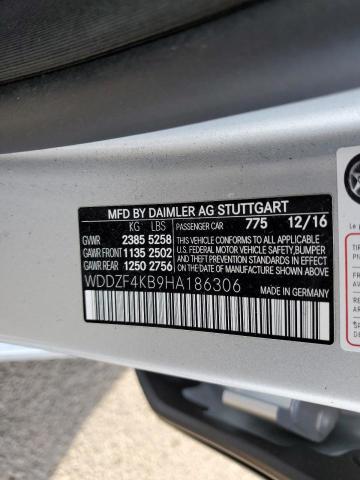 MFD BY DAIMLER AG STUTTGART
KG LBS PASSENGER CAR 775 12/16
GVWR 2385 5258
GAWR FRONT 1135 2502
GAWR REAR 1250 2756
THIS VEHICLE CONFORMS TO ALL APPLICABLE
U.S. FEDERAL MOTOR VEHICLE SAFETY, BUMPER,
AND THEFT PREVENTION STANDARDS IN EFFECT
ON THE DATE OF MANUFACTURE SHOWN ABOVE.
WDDZF4KB9HA186306
MADE IN GERMANY